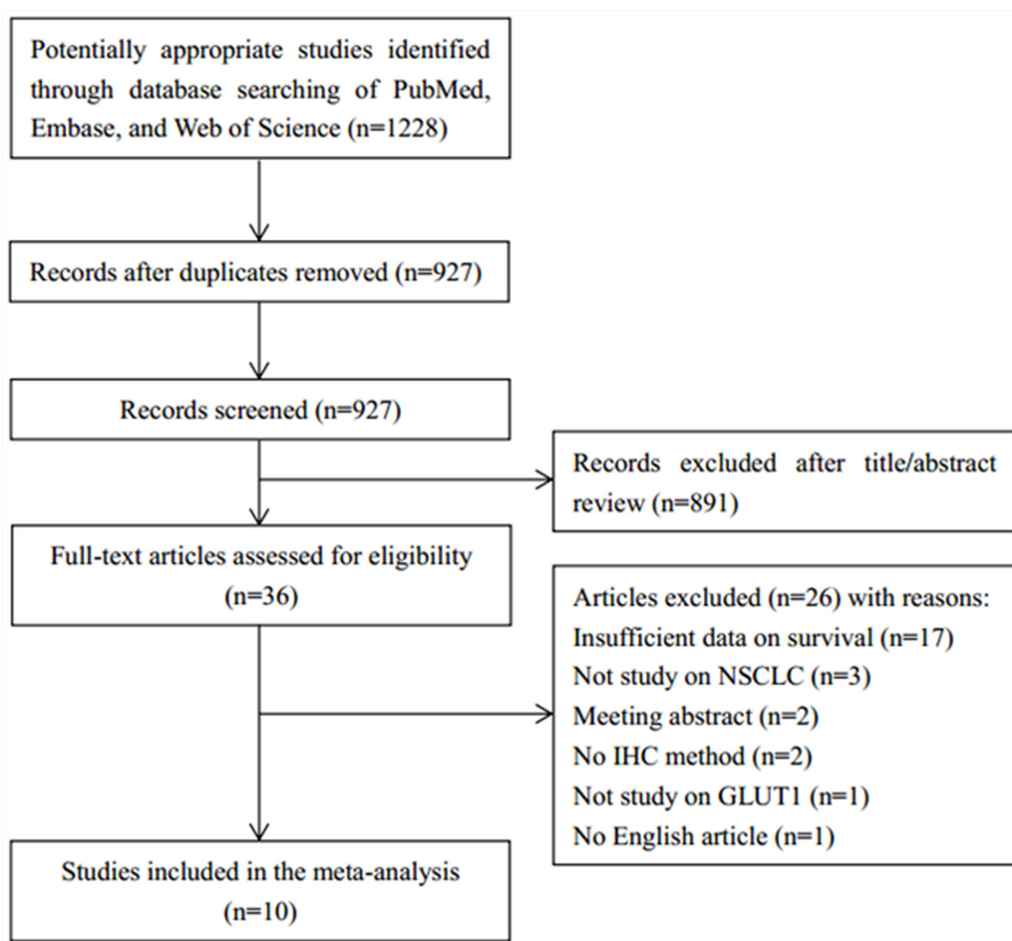 Potentially appropriate studies identified
through database searching of PubMed,
Embase, and Web of Science (n=1228)
Records after duplicates removed (n=927)
Records screened (n=927)
Records excluded after title/abstract
review (n=891)
Full-text articles assessed for eligibility
(n=36)
Articles excluded (n=26) with reasons:
Insufficient data on survival (n=17)
Not study on NSCLC (n=3)
Meeting abstract (n=2)
No IHC method (n=2)
Not study on GLUT1 (n=1)
No English article (n=1)
Studies included in the meta-analysis
(n=10)